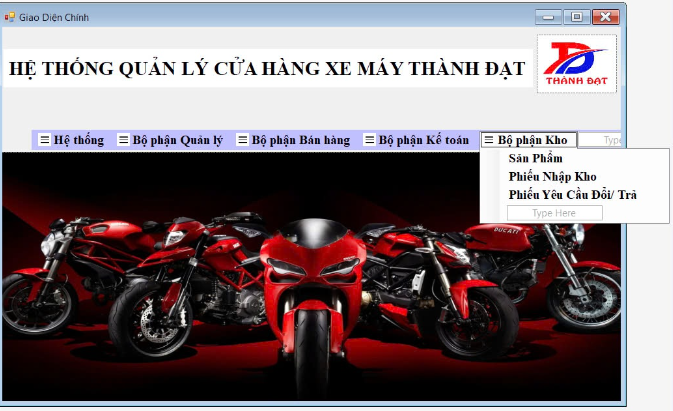 Giao Diện Chính
HỆ THỐNG QUẢN LÝ CỬA HÀNG XE MÁY THÀNH ĐẠT
THÀNH ĐẠT
Hệ thống Bộ phận Quản lý Bộ phận Bán hàng Bộ phận Kế toán Bộ phận Kho Type
Sản Phẩm
Phiếu Nhập Kho
Phiếu Yêu Cầu Đổi/ Trả
Type Here
DUCATI